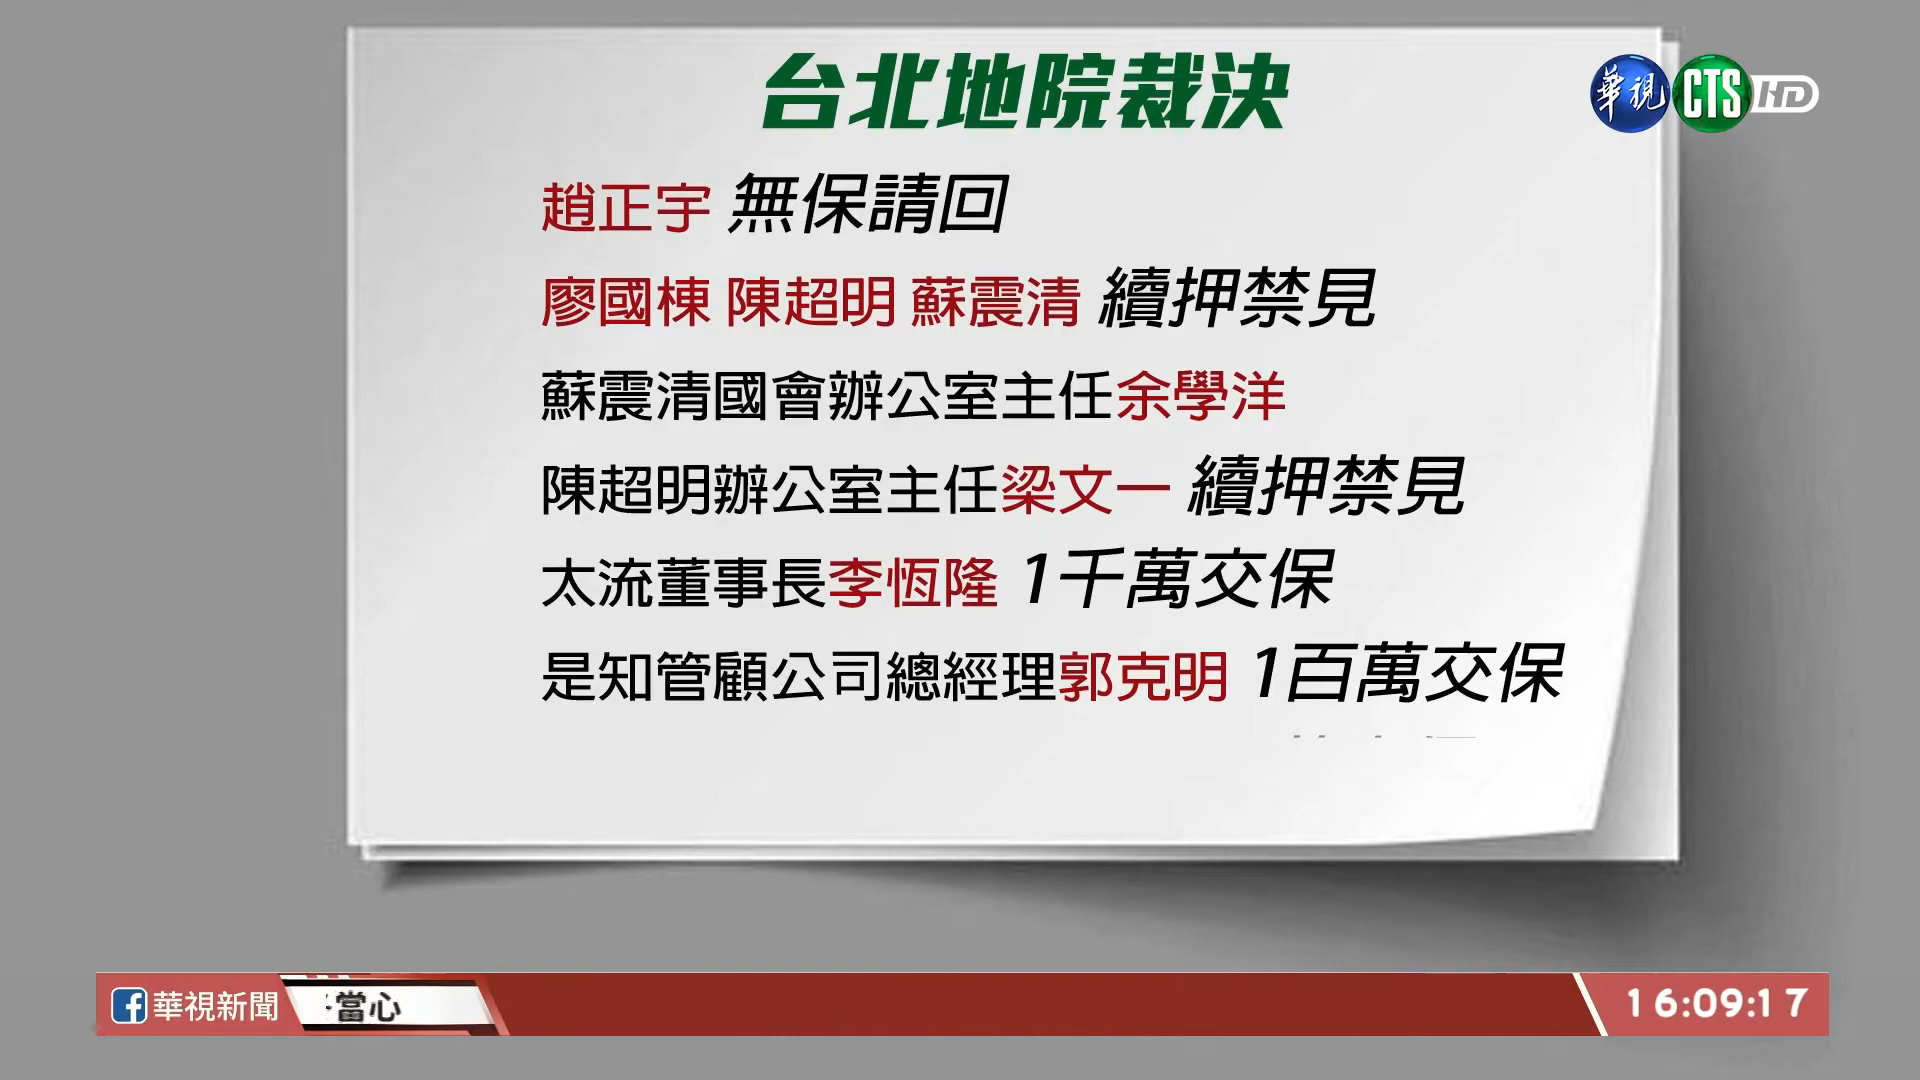 台北地院裁決
華視 CTS HD
趙正宇 無保請回
廖國棟 陳超明 蘇震清 續押禁見
蘇震清國會辦公室主任余學洋
陳超明辦公室主任梁文一 續押禁見
太流董事長李恆隆 1千萬交保
是知管顧公司總經理郭克明 1百萬交保
華視新聞
當心
16:09:17